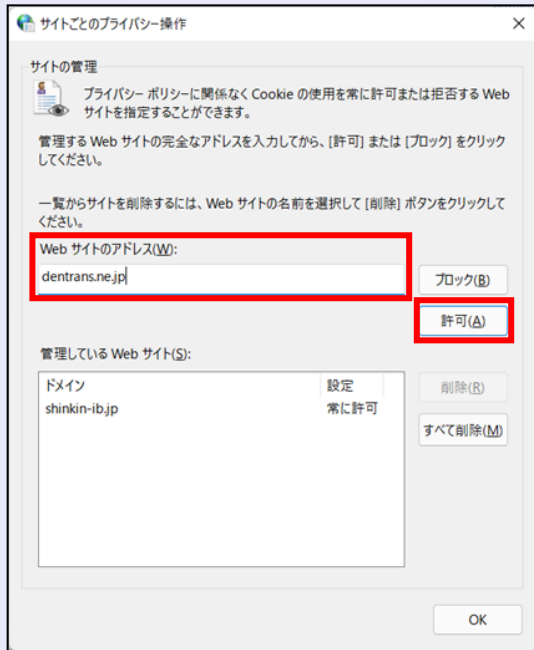 サイトごとのプライバシー操作
サイトの管理
プライバシー ポリシーに関係なく Cookie の使用を常に許可または拒否する Web
サイトを指定することができます。
管理する Web サイトの完全なアドレスを入力してから、[許可] または [ブロック] をクリック
してください。
一覧からサイトを削除するには、Web サイトの名前を選択して [削除] ボタンをクリックして
ください。
Web サイトのアドレス(W):
dentrans.ne.jp
ブロック(B)
許可(A)
管理している Web サイト(S):
ドメイン 設定
shinkin-ib.jp 常に許可
削除(R)
すべて削除(M)
OK